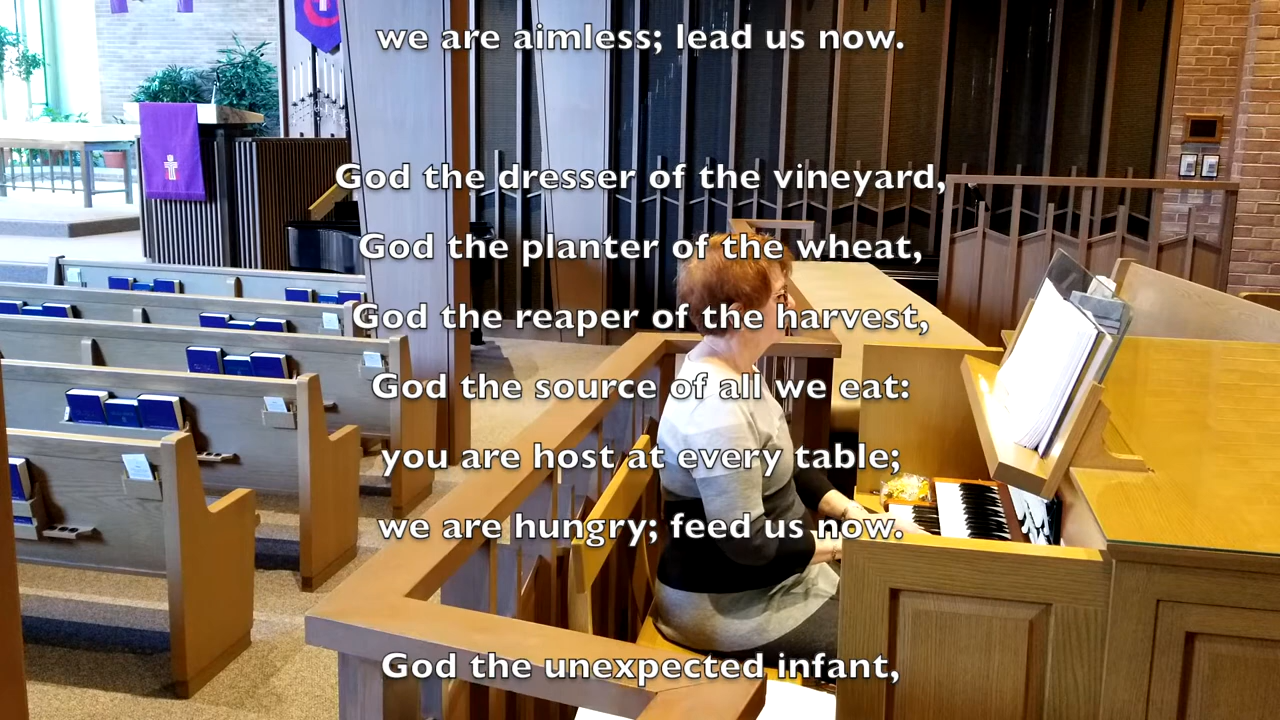 we are aimless; lead us now.
God the dresser of the vineyard,
God the planter of the wheat,
God the reaper of the harvest,
God the source of all we eat:
you are host at every table;
we are hungry; feed us now.
God the unexpected infant,